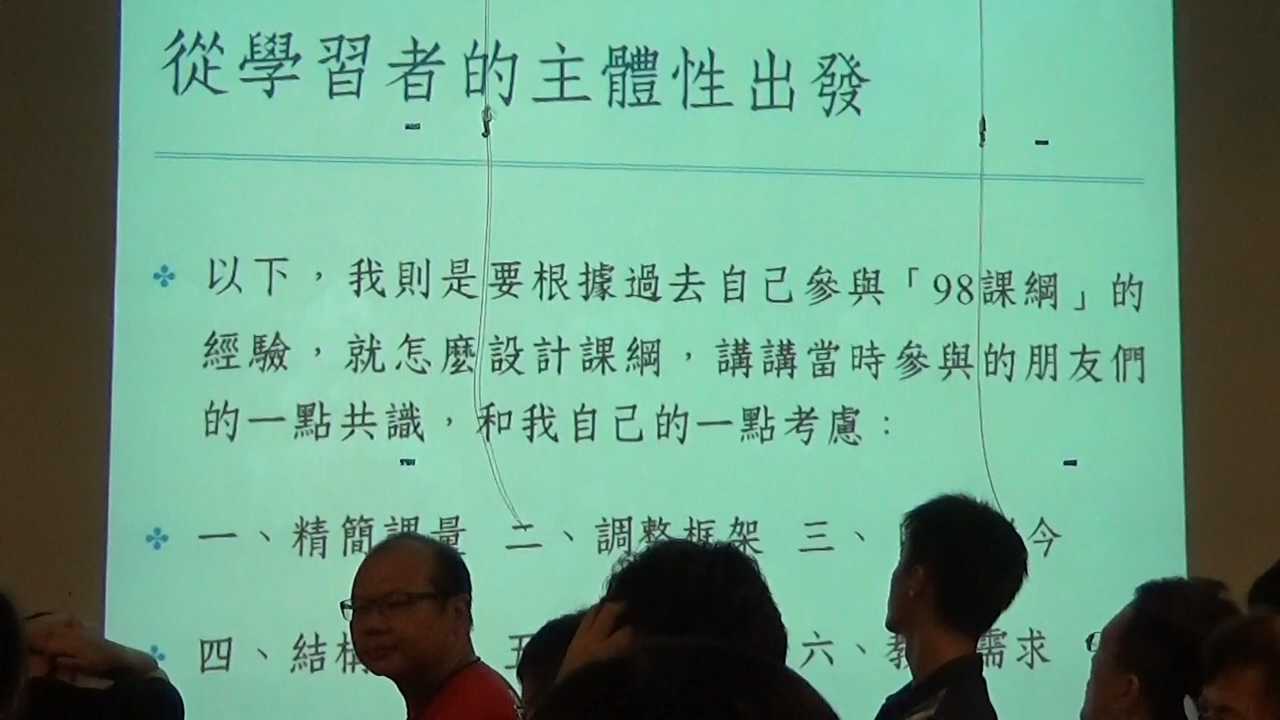 從學習者的主體性出發
以下，我則是要根據過去自己參與「98課綱」的
經驗，就怎麼設計課綱，講講當時參與的朋友們
的一點共識，和我自己的一點考慮：
一、精簡課量 二、調整框架 三、 今
四、結構 五 六、教 需求